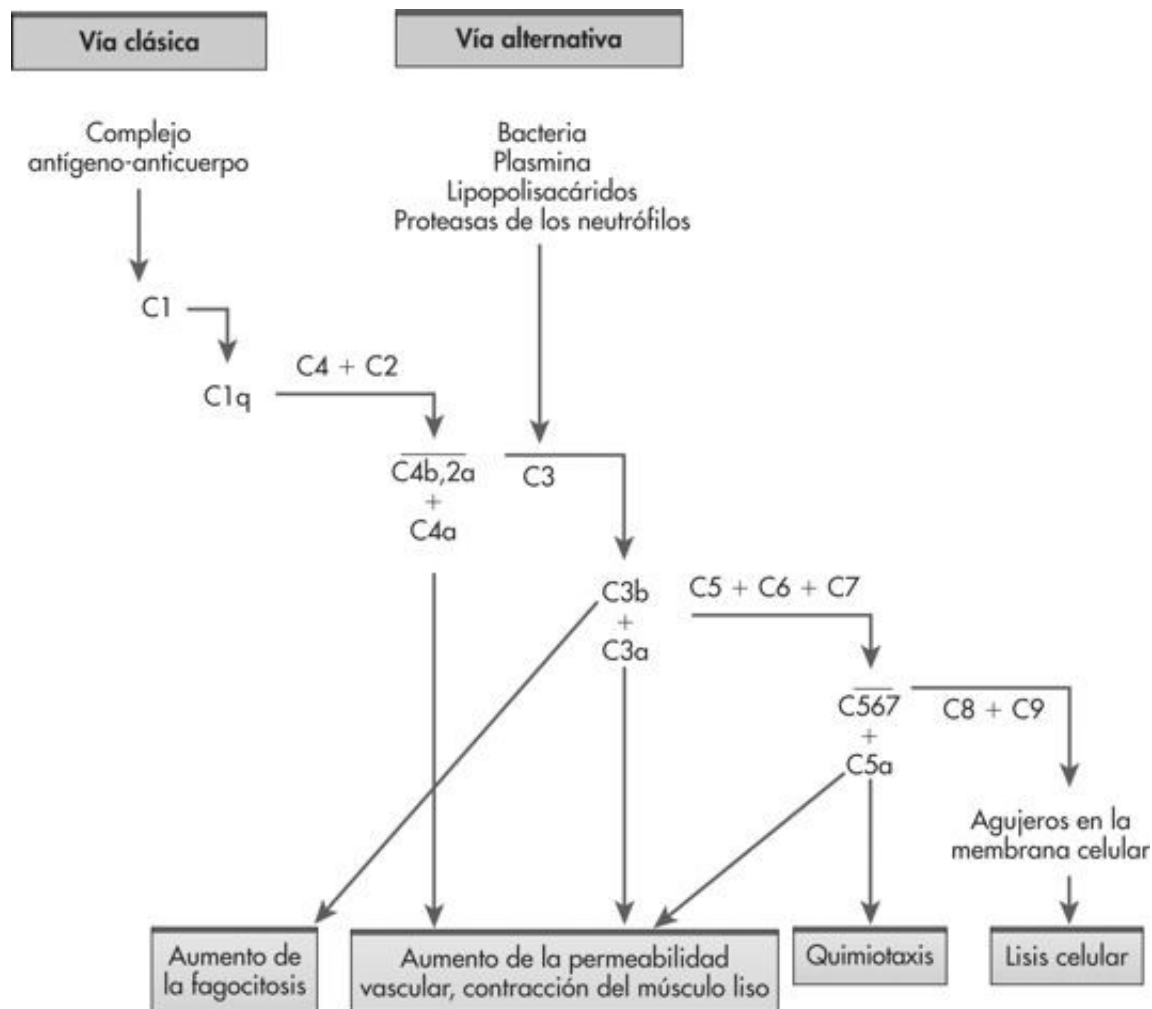 Vía clásica
Vía alternativa
Complejo
antígeno-anticuerpo
Bacteria
Plasmina
Lipopolisacáridos
Proteasas de los neutrófilos
C1
C1q
C4 + C2
C4b,2a
+
C4a
C3
C3b
+
C3a
C5 + C6 + C7
C567
+
C5a
C8 + C9
Agujeros en la
membrana celular
Aumento de
la fagocitosis
Aumento de la permeabilidad
vascular, contracción del músculo liso
Quimiotaxis
Lisis celular